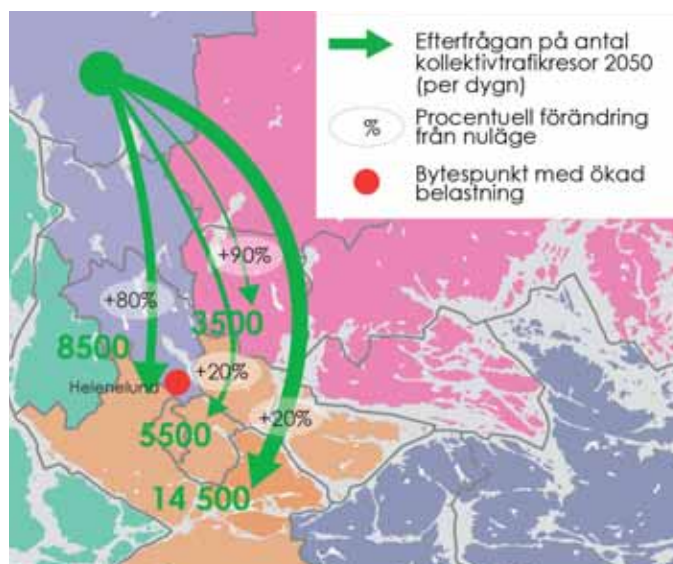 Efterfrågan på antal
kollektivtrafikresor 2050
(per dygn)
%
Procentuell förändring
från nuläge
Bytespunkt med ökad
belastning
+90%
+80%
3500
8500
+20%
Helenelund
+20%
5500
14 500